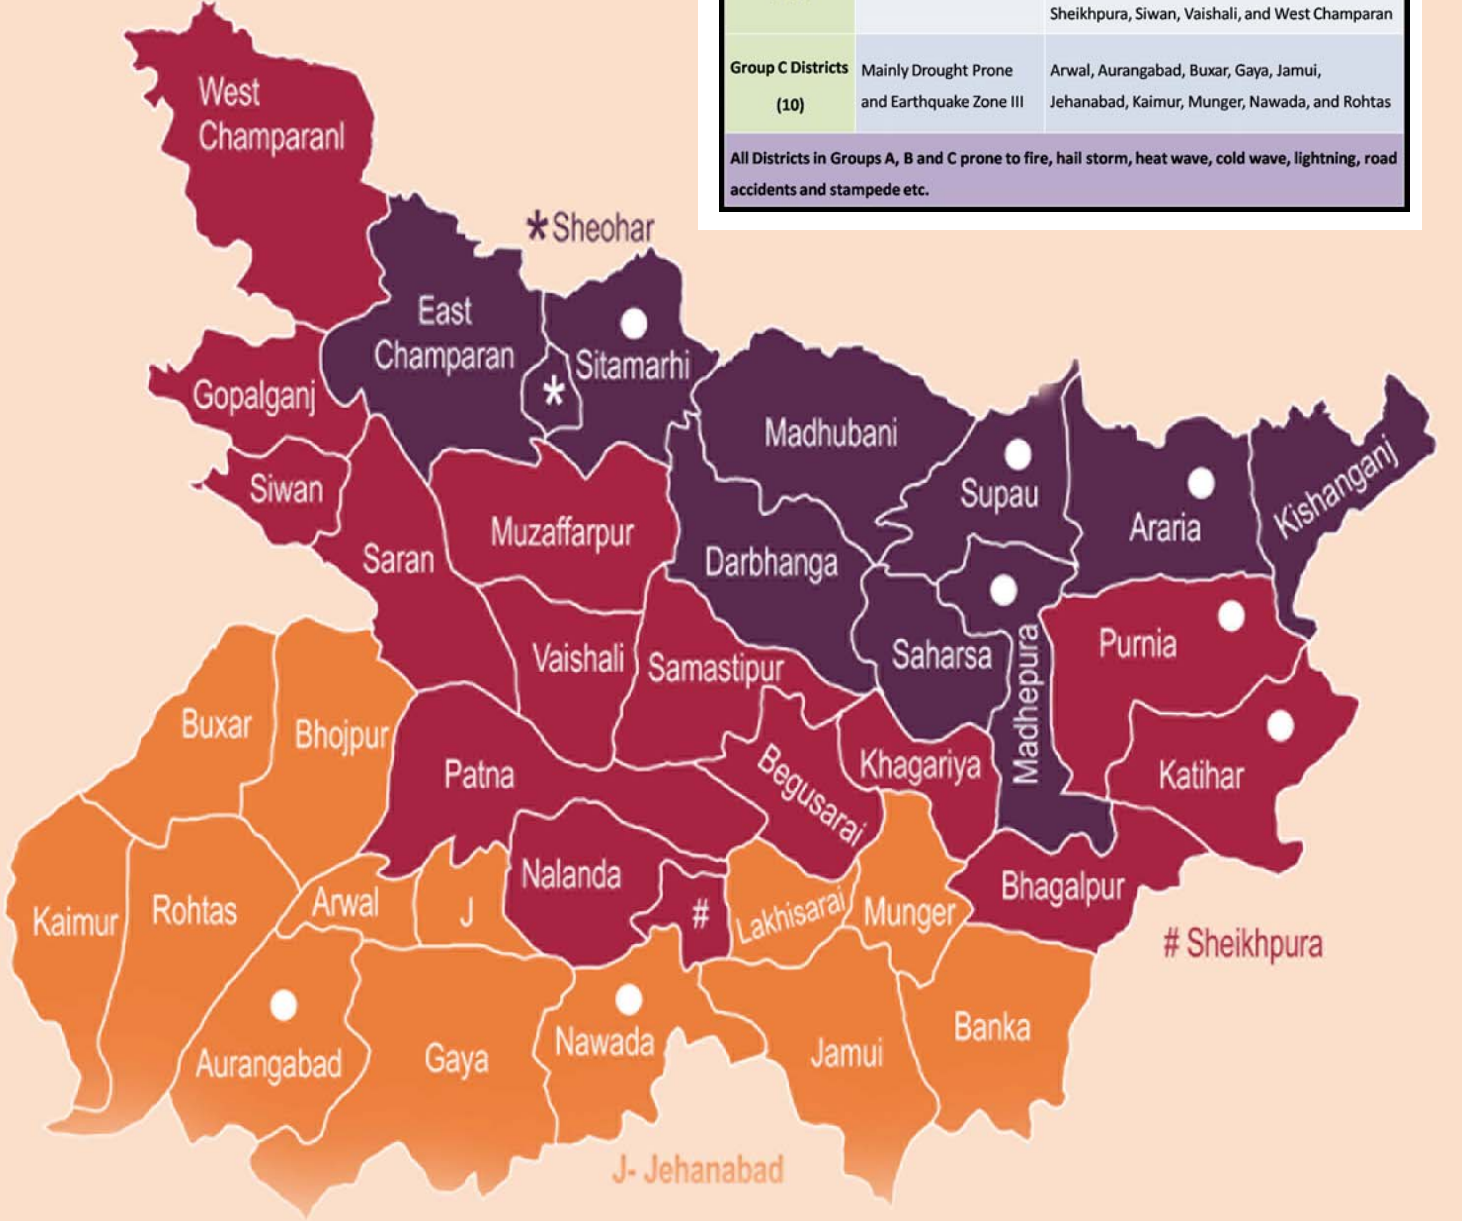 Sheikhpura, Siwan, Vaishali, and West Champaran
Group C Districts
(10)
Mainly Drought Prone
and Earthquake Zone III
Arwal, Aurangabad, Buxar, Gaya, Jamui,
Jehanabad, Kaimur, Munger, Nawada, and Rohtas
All Districts in Groups A, B and C prone to fire, hail storm, heat wave, cold wave, lightning, road
accidents and stampede etc.
West
Champaranl
*Sheohar
East
Champaran
*
Sitamarhi
Gopalganj
Madhubani
Siwan
Supau
Araria
Kishanganj
Muzaffarpur
Saran
Darbhanga
Vaishali
Samastipur
Saharsa
Madhepura
Purnia
Buxar
Bhojpur
Patna
Begusarai
Khagariya
Katihar
Nalanda
Kaimur
Rohtas
Arwal
J
#
Lakhisarai
Munger
Bhagalpur
# Sheikhpura
Aurangabad
Gaya
Nawada
Jamui
Banka
J- Jehanabad